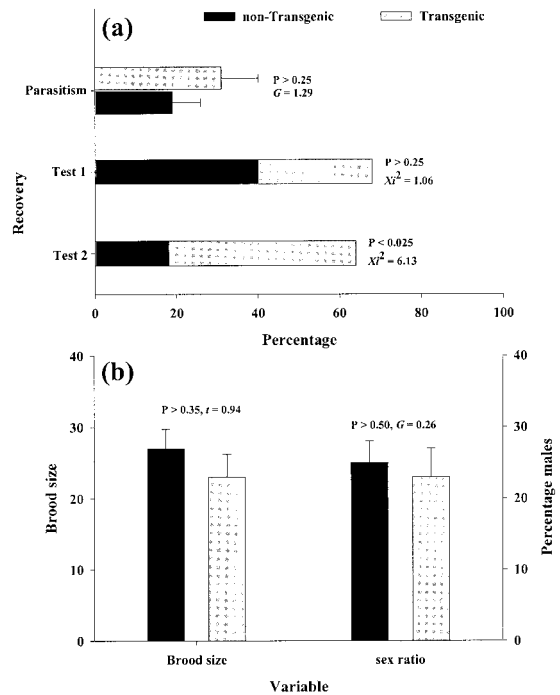 (a)
non-Transgenic
Transgenic
Parasitism
P > 0.25
G = 1.29
Test 1
P > 0.25
Xi² = 1.06
Test 2
P < 0.025
Xi² = 6.13
Recovery
0 20 40 60 80 100
Percentage
(b)
40
30
20
10
0
Brood size
P > 0.35, t = 0.94
P > 0.50, G = 0.26
40
30
20
10
0
Percentage males
Brood size
sex ratio
Variable